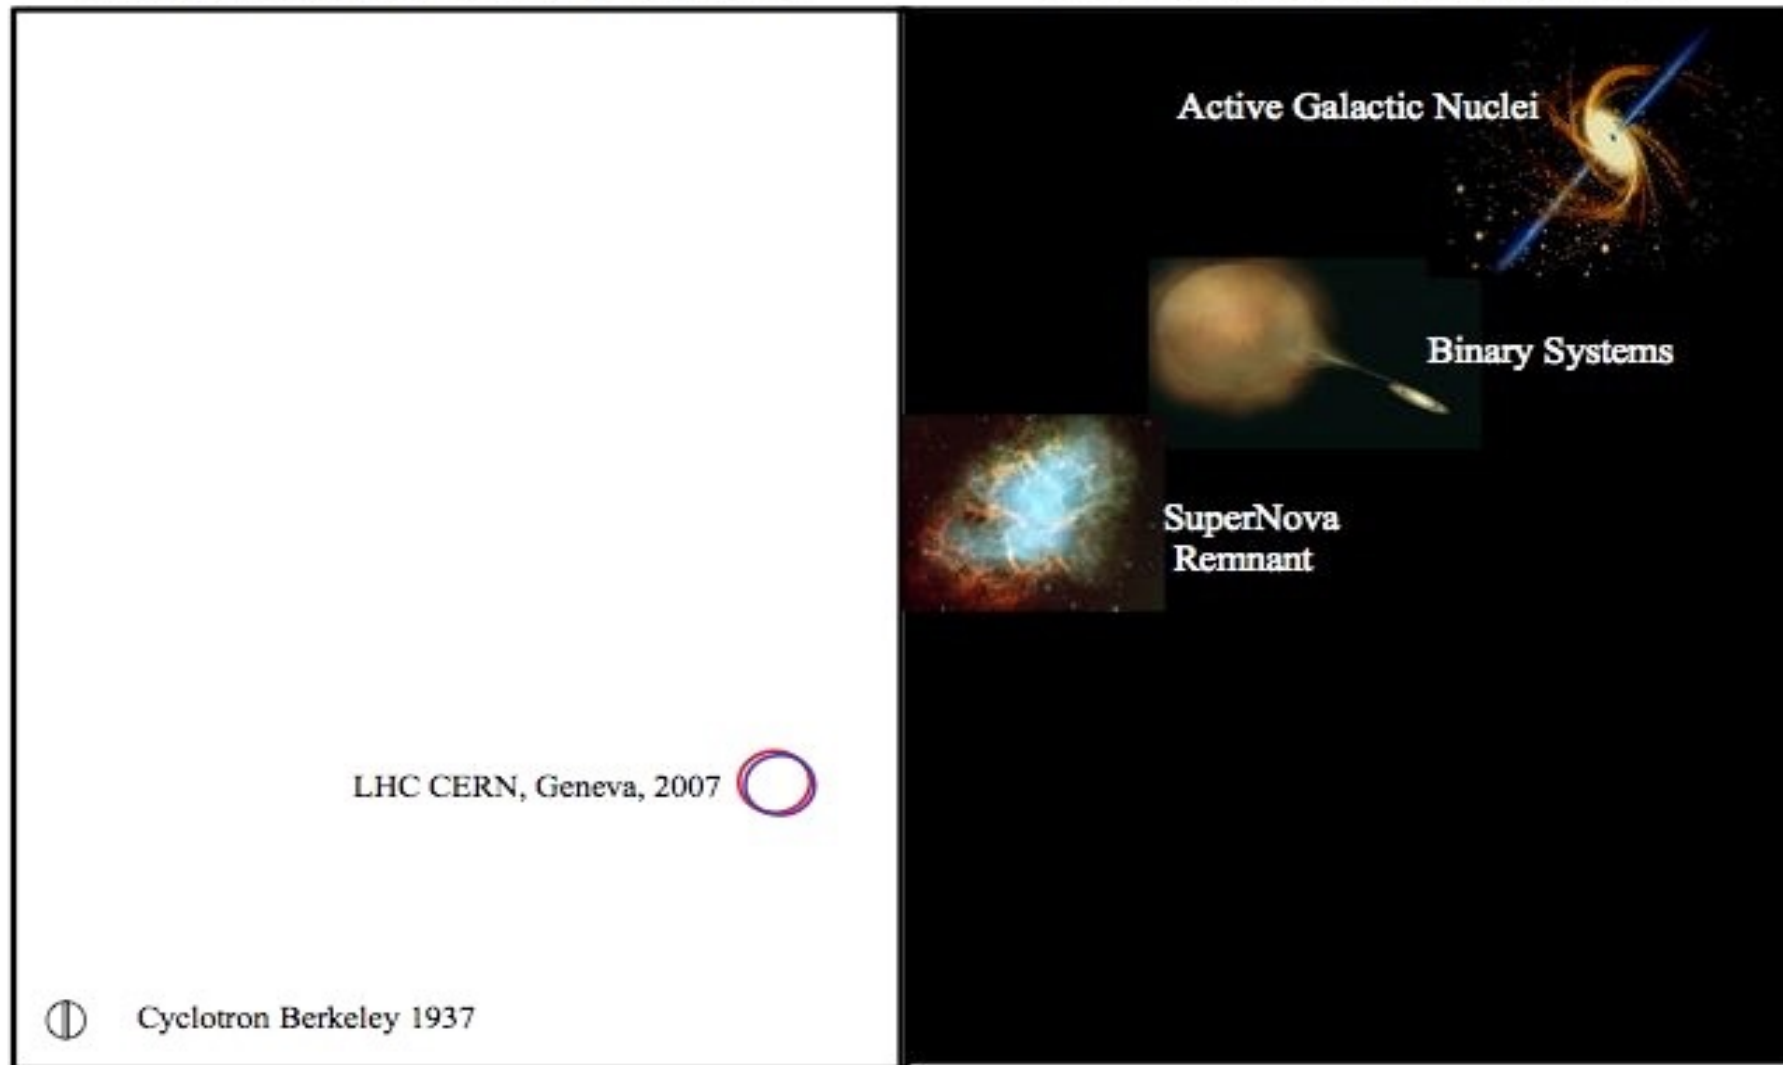 Active Galactic Nuclei
Binary Systems
SuperNova
Remnant
LHC CERN, Geneva, 2007
Cyclotron Berkeley 1937